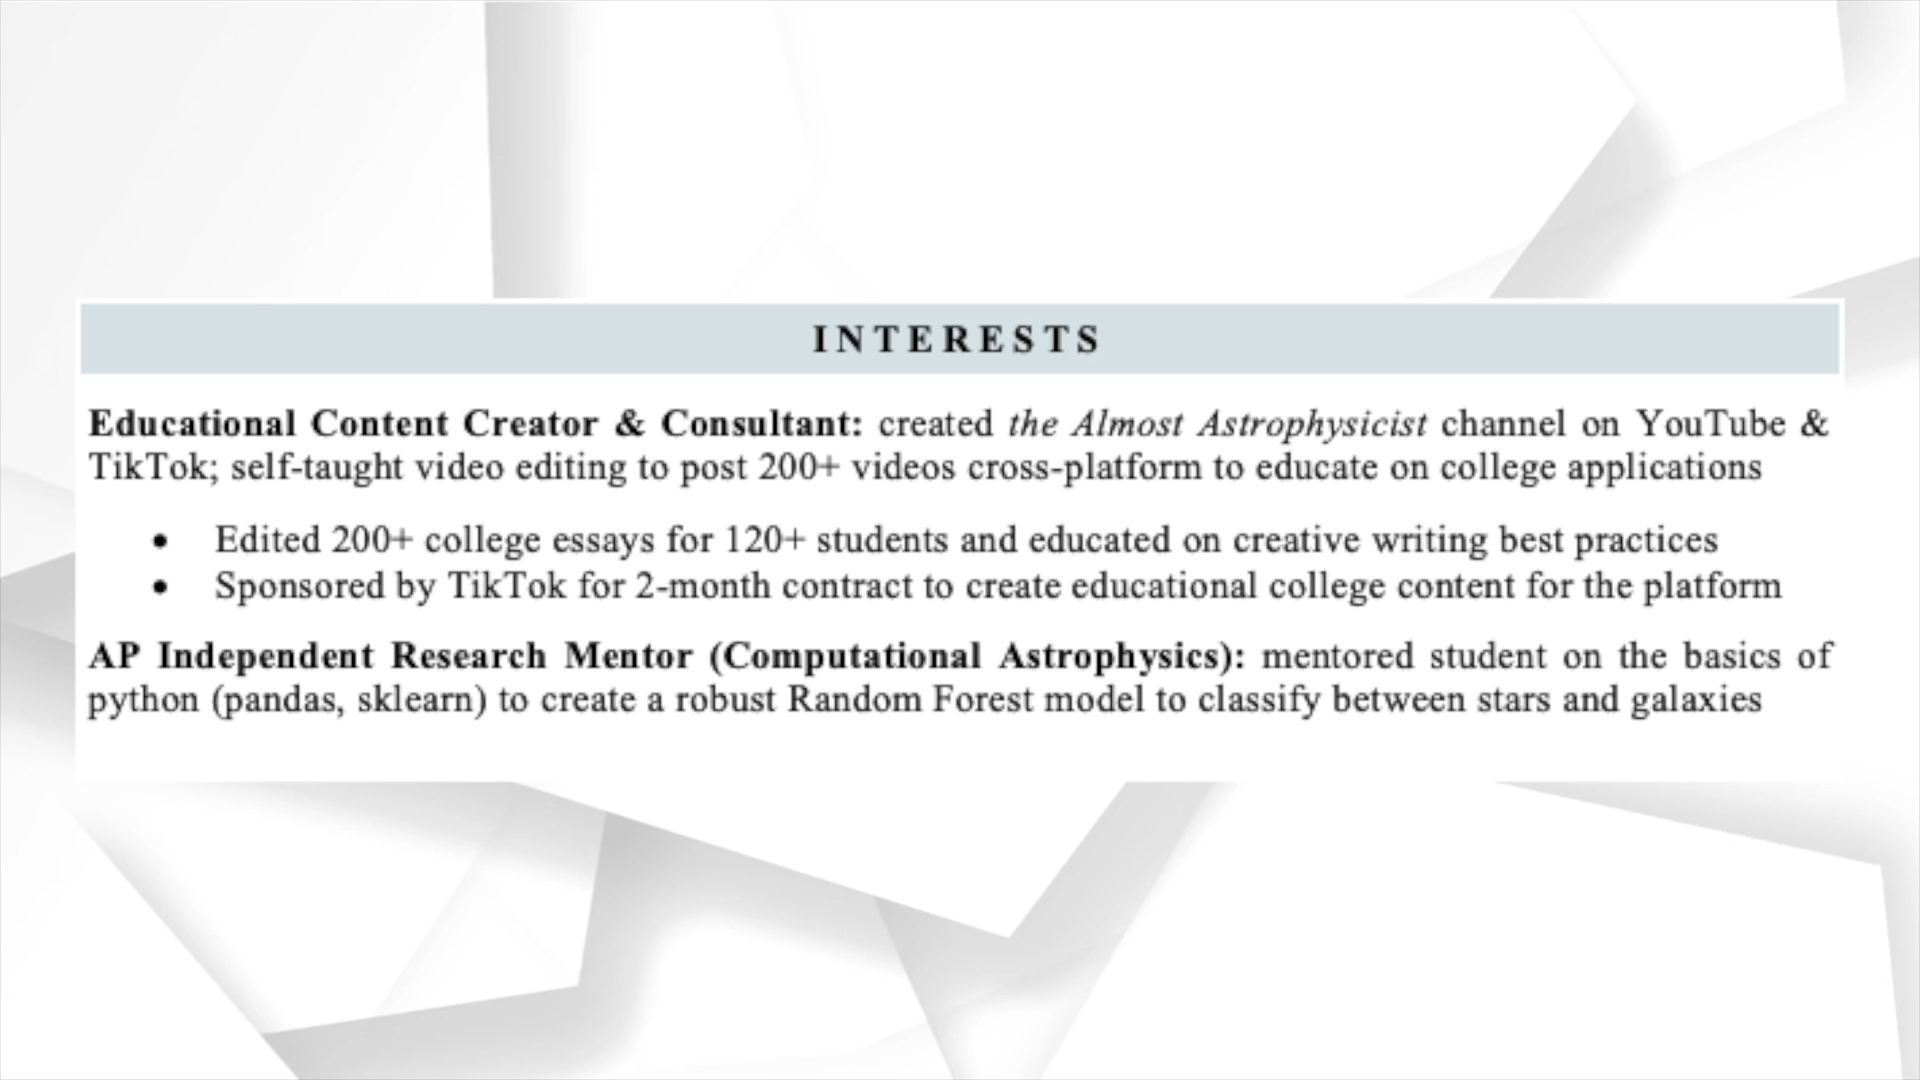 INTERESTS
Educational Content Creator & Consultant: created the Almost Astrophysicist channel on YouTube &
TikTok; self-taught video editing to post 200+ videos cross-platform to educate on college applications
• Edited 200+ college essays for 120+ students and educated on creative writing best practices
• Sponsored by TikTok for 2-month contract to create educational college content for the platform
AP Independent Research Mentor (Computational Astrophysics): mentored student on the basics of
python (pandas, sklearn) to create a robust Random Forest model to classify between stars and galaxies